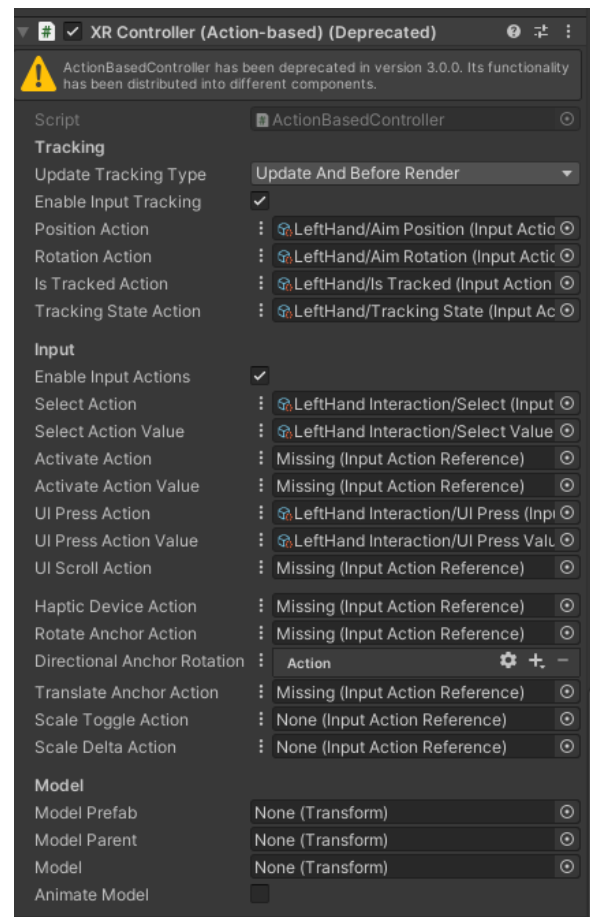 XR Controller (Action-based) (Deprecated)
ActionBasedController has been deprecated in version 3.0.0. Its functionality
has been distributed into different components.
Script ActionBasedController
Tracking
Update Tracking Type Update And Before Render
Enable Input Tracking
Position Action LeftHand/Aim Position (Input Actio
Rotation Action LeftHand/Aim Rotation (Input Actic
Is Tracked Action LeftHand/Is Tracked (Input Action
Tracking State Action LeftHand/Tracking State (Input Ac
Input
Enable Input Actions
Select Action LeftHand Interaction/Select (Input
Select Action Value LeftHand Interaction/Select Value
Activate Action Missing (Input Action Reference)
Activate Action Value Missing (Input Action Reference)
UI Press Action LeftHand Interaction/UI Press (Inpu
UI Press Action Value LeftHand Interaction/UI Press Valu
UI Scroll Action Missing (Input Action Reference)
Haptic Device Action Missing (Input Action Reference)
Rotate Anchor Action Missing (Input Action Reference)
Directional Anchor Rotation Action
Translate Anchor Action Missing (Input Action Reference)
Scale Toggle Action None (Input Action Reference)
Scale Delta Action None (Input Action Reference)
Model
Model Prefab None (Transform)
Model Parent None (Transform)
Model None (Transform)
Animate Model